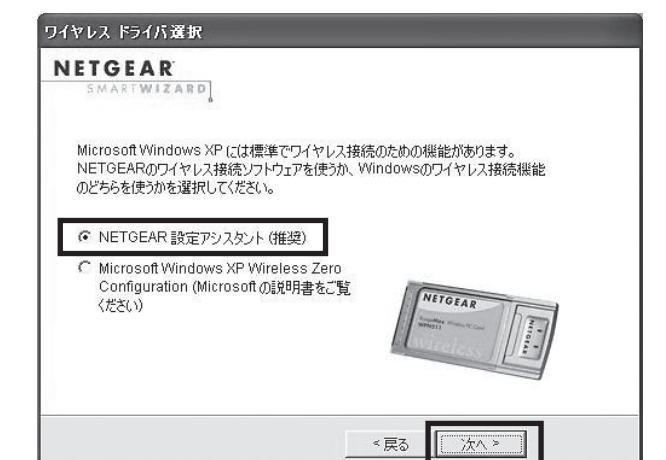 ワイヤレス ドライバ選択
NETGEAR
SMARTWIZARD
Microsoft Windows XP には標準でワイヤレス接続のための機能があります。
NETGEARのワイヤレス接続ソフトウェアを使うか、Windowsのワイヤレス接続機能
のどちらを使うかを選択してください。
NETGEAR 設定アシスタント (推奨)
Microsoft Windows XP Wireless Zero
Configuration (Microsoft の説明書をご覧
ください)
NETGEAR
RangeMax Wireless PC Card
WPN511
wireless
NETGEAR
< 戻る
次へ >